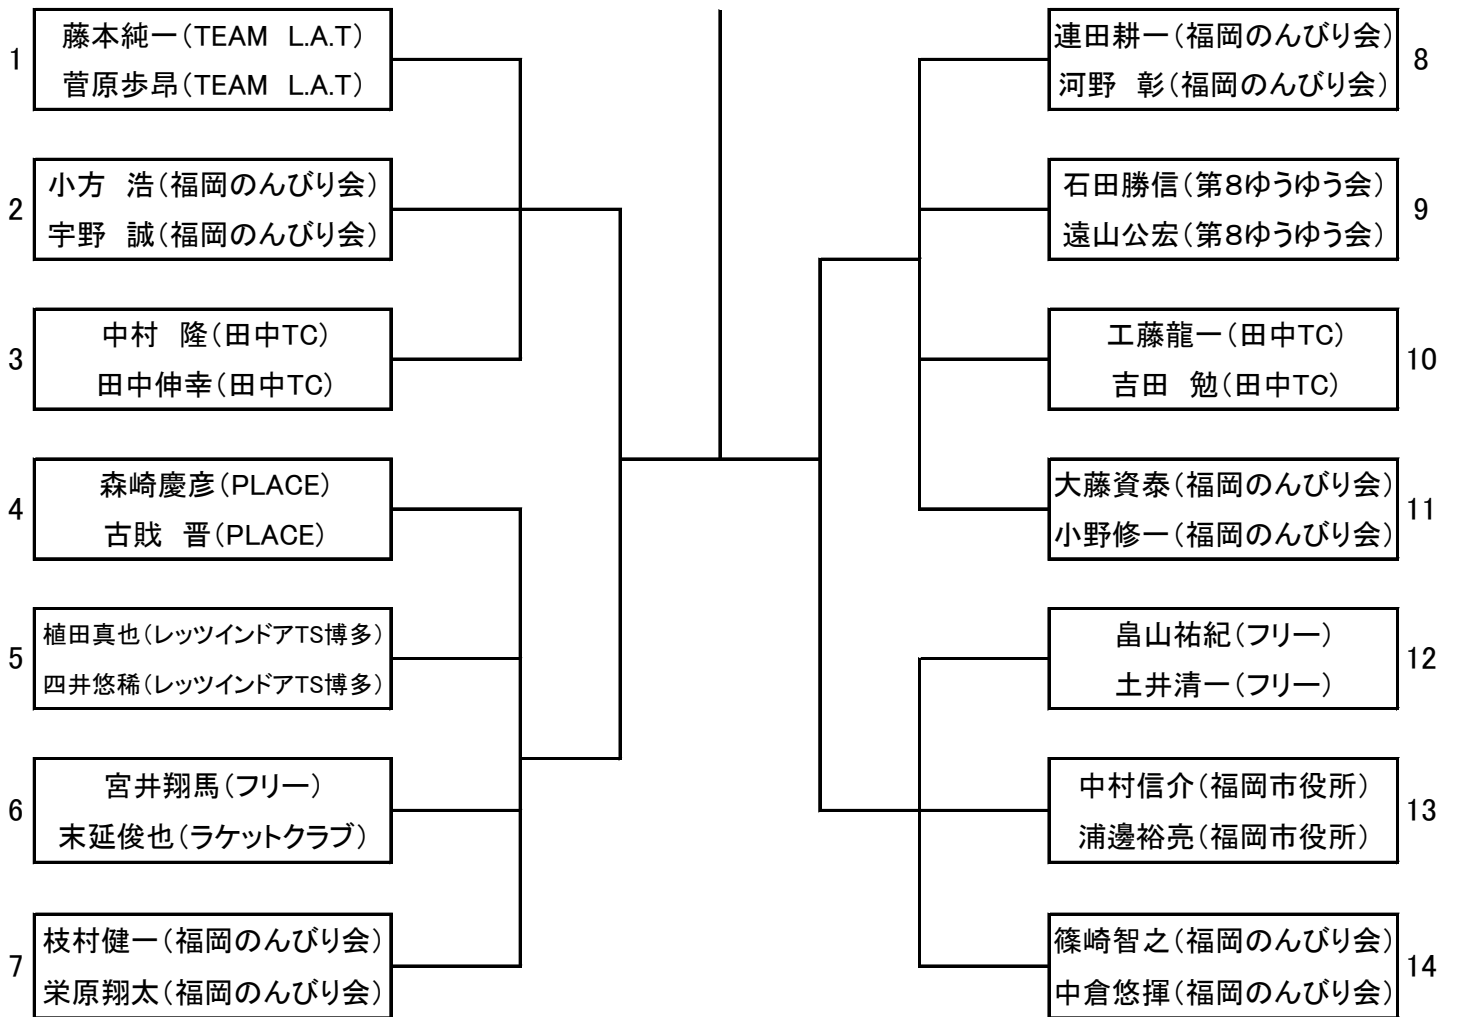 1
藤本純一(TEAM　L.A.T)
菅原歩昂(TEAM　L.A.T)
2
小方　浩(福岡のんびり会)
宇野　誠(福岡のんびり会)
3
中村　隆(田中TC)
田中伸幸(田中TC)
4
森崎慶彦(PLACE)
古戝　晋(PLACE)
5
植田真也(レッツインドアTS博多)
四井悠稀(レッツインドアTS博多)
6
宮井翔馬(フリー)
末延俊也(ラケットクラブ)
7
枝村健一(福岡のんびり会)
栄原翔太(福岡のんびり会)
連田耕一(福岡のんびり会)
河野　彰(福岡のんびり会)
8
石田勝信(第8ゆうゆう会)
遠山公宏(第8ゆうゆう会)
9
工藤龍一(田中TC)
吉田　勉(田中TC)
10
大藤資泰(福岡のんびり会)
小野修一(福岡のんびり会)
11
畠山祐紀(フリー)
土井清一(フリー)
12
中村信介(福岡市役所)
浦邊裕亮(福岡市役所)
13
篠崎智之(福岡のんびり会)
中倉悠揮(福岡のんびり会)
14